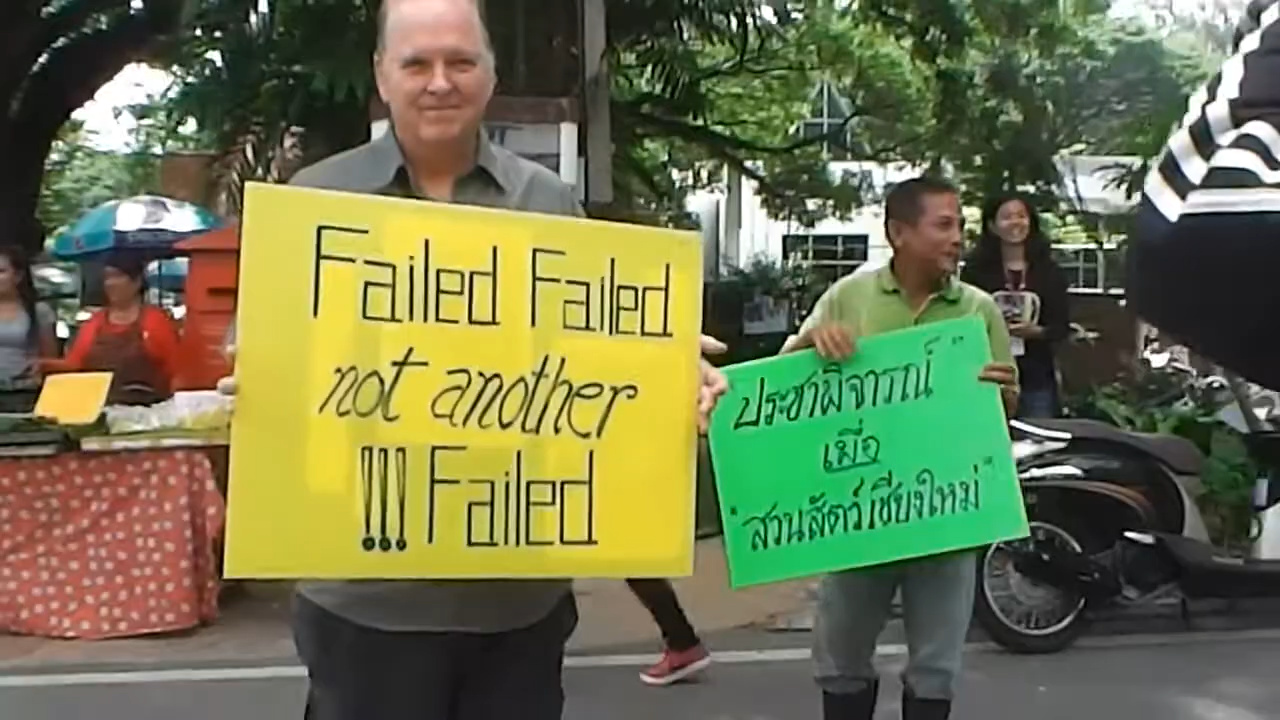 Failed Failed
not another
!!! Failed
"ประชาพิจารณ์"
เมื่อ
"สวนสัตว์เชียงใหม่"